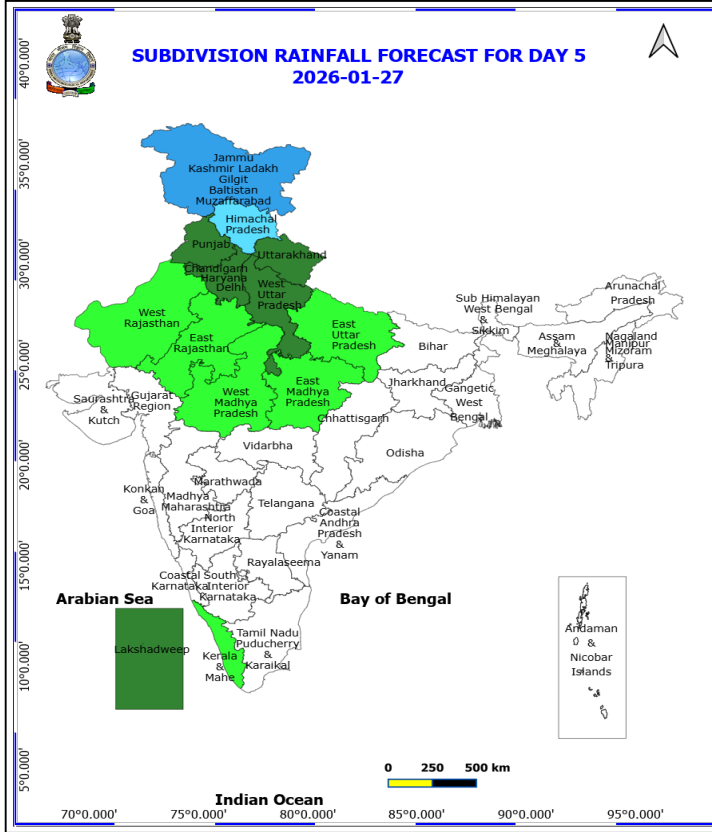 SUBDIVISION RAINFALL FORECAST FOR DAY 5
2026-01-27
40°0.000'
35°0.000'
30°0.000'
25°0.000'
20°0.000'
15°0.000'
10°0.000'
5°0.000'
Jammu
Kashmir Ladakh
Gilgit
Baltistan
Muzaffarabad
Himachal
Pradesh
Punjab
Uttarakhand
Chandigarh
Haryana
Delhi
West
Uttar
Pradesh
West
Rajasthan
East
Rajasthan
East
Uttar
Pradesh
Bihar
Sub Himalayan
West Bengal
&
Sikkim
Arunachal
Pradesh
Assam
&
Meghalaya
Nagaland
Manipur
Mizoram
&
Tripura
Saurashtra
&
Kutch
Gujarat
Region
West
Madhya
Pradesh
East
Madhya
Pradesh
Jharkhand
Gangetic
West
Bengal
Chhattisgarh
Odisha
Vidarbha
Konkan
&
Goa
Madhya
Maharashtra
Marathwada
Telangana
North
Interior
Karnataka
Coastal
Andhra
Pradesh
&
Yanam
Rayalaseema
Coastal
Karnataka
South
Interior
Karnataka
Arabian Sea
Bay of Bengal
Lakshadweep
Kerala
&
Mahe
Tamil Nadu
Puducherry
&
Karaikal
Andaman
&
Nicobar
Islands
0 250 500 km
Indian Ocean
70°0.000' 75°0.000' 80°0.000' 85°0.000' 90°0.000' 95°0.000'